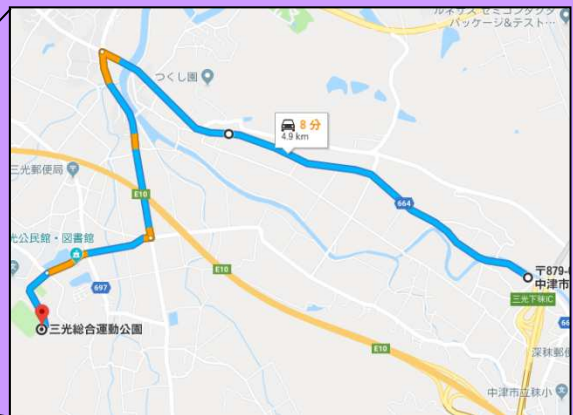 ルネサス セミコンダクタ
パッケージ&テスト…
つくし園
8 分
4.9 km
三光郵便局
E10
664
光公民館・図書館
〒879-
中津市
E10
697
三光下秣IC
三光総合運動公園
E10
深秣郵便
中津市立秣小